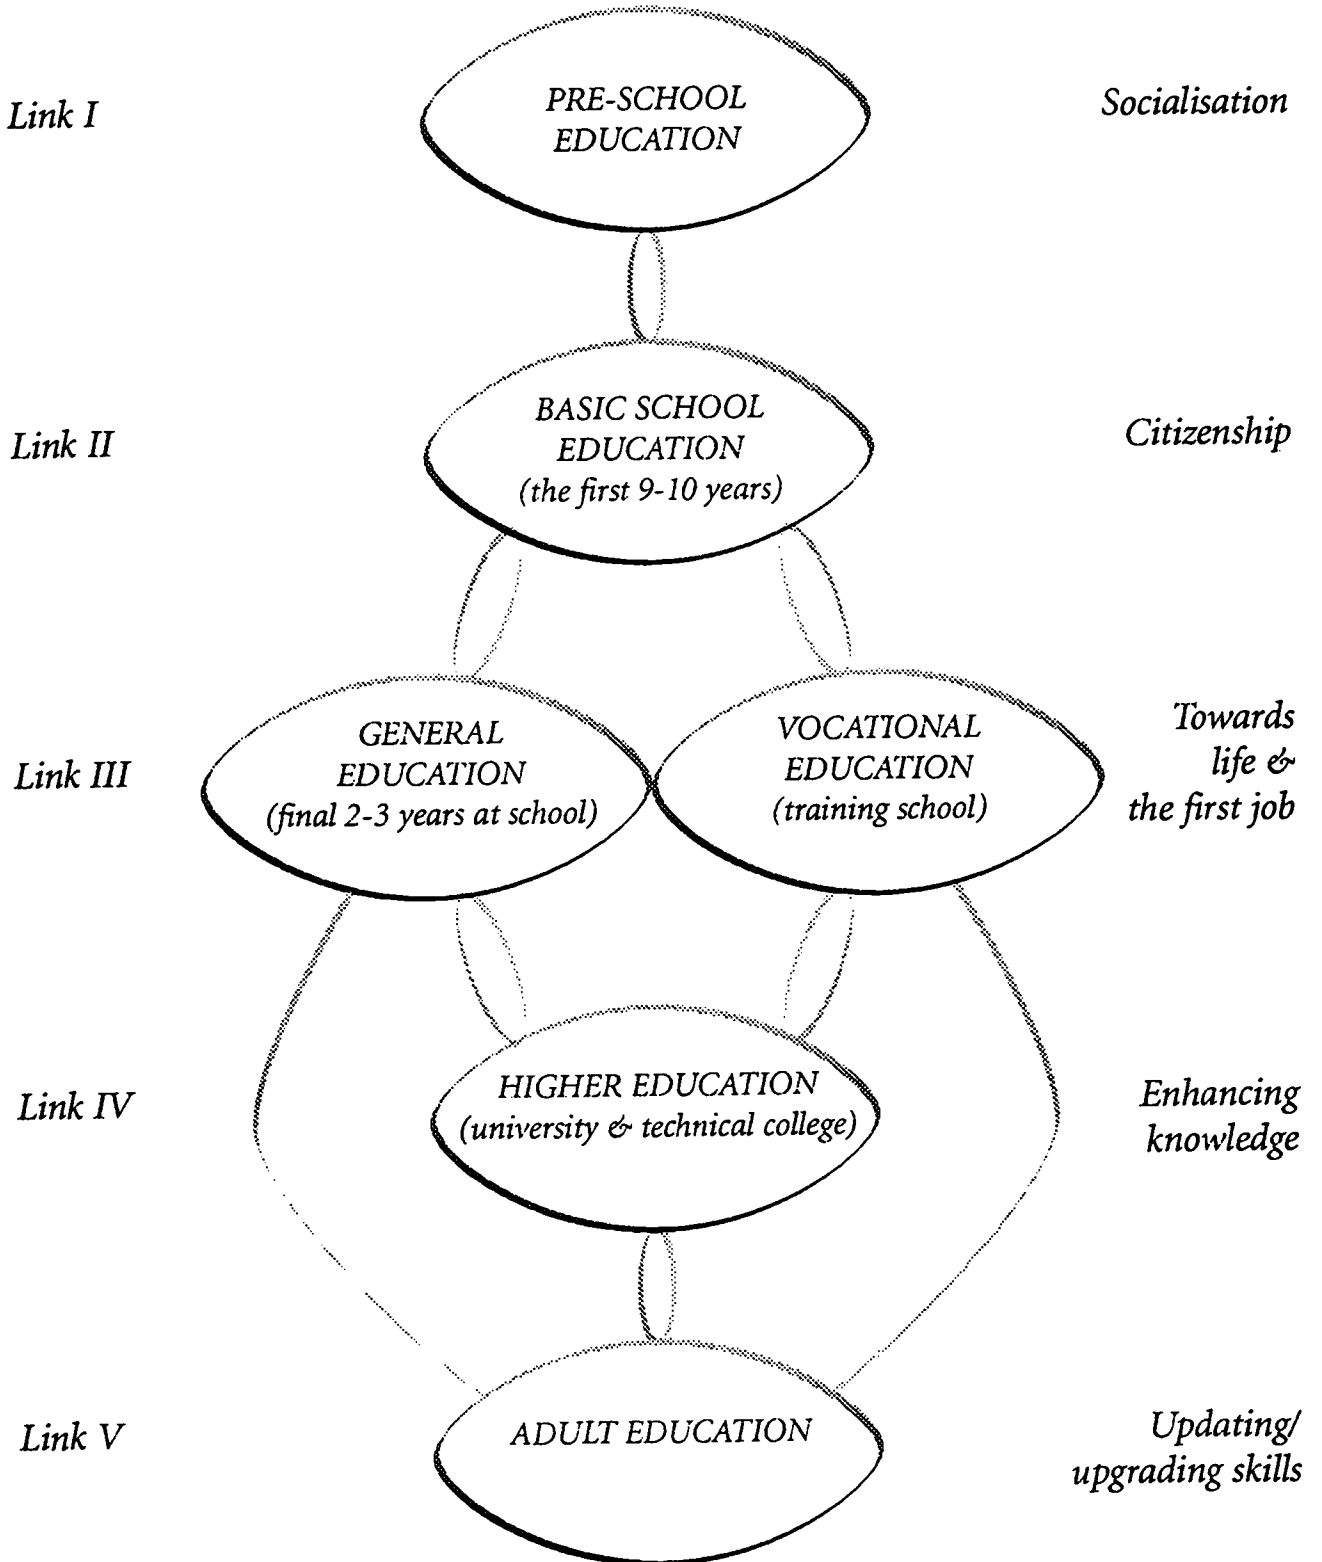 Link I
PRE-SCHOOL
EDUCATION
Socialisation
Link II
BASIC SCHOOL
EDUCATION
(the first 9-10 years)
Citizenship
Link III
GENERAL
EDUCATION
(final 2-3 years at school)
VOCATIONAL
EDUCATION
(training school)
Towards
life &
the first job
Link IV
HIGHER EDUCATION
(university & technical college)
Enhancing
knowledge
Link V
ADULT EDUCATION
Updating/
upgrading skills